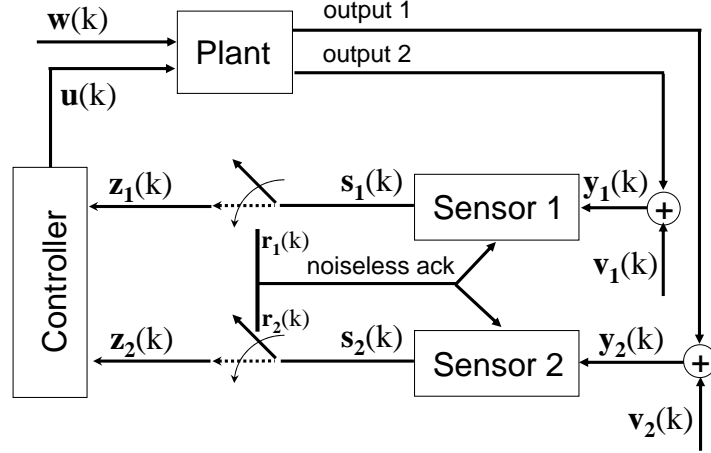 w(k)
Plant
output 1
output 2
u(k)
Controller
z₁(k)
s₁(k)
Sensor 1
y₁(k)
+
r₁(k)
noiseless ack
v₁(k)
r₂(k)
z₂(k)
s₂(k)
Sensor 2
y₂(k)
+
v₂(k)